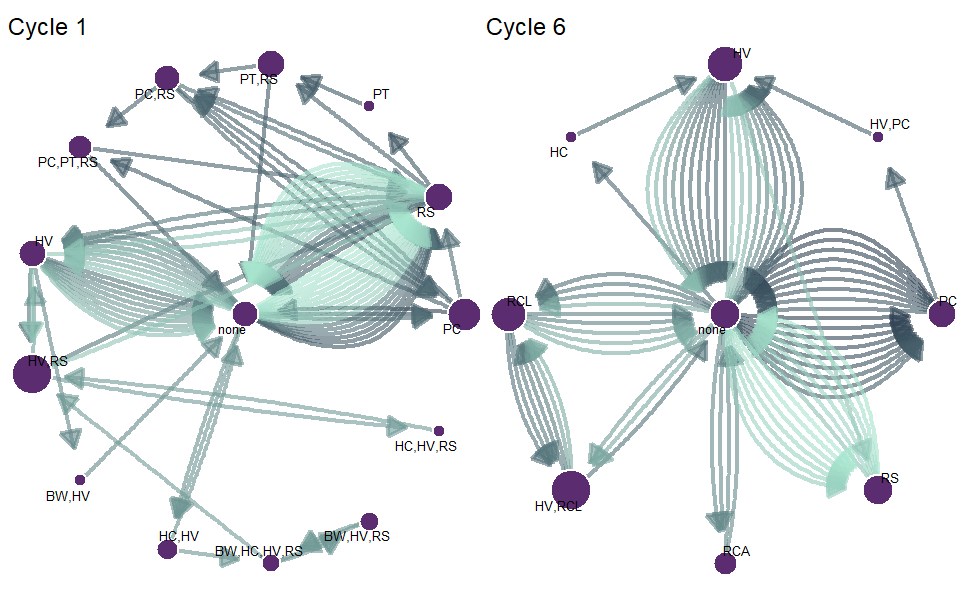 Cycle 1
PT,RS
PC,RS
PT
PC,PT,RS
RS
HV
none
PC
HV,RS
HC,HV,RS
BW,HV
HC,HV
BW,HC,HV,RS
BW,HV,RS
Cycle 6
HV
HC
HV,PC
RCL
none
PC
HV,RCL
RS
RCA